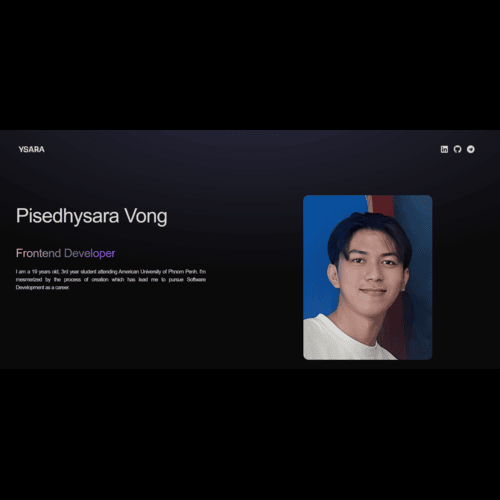 YSARA
Pisedhysara Vong
Frontend Developer
I am a 19 years old, 3rd year student attending American University of Phnom Penh. I'm
mesmerized by the process of creation which has lead me to pursue Software
Development as a career.